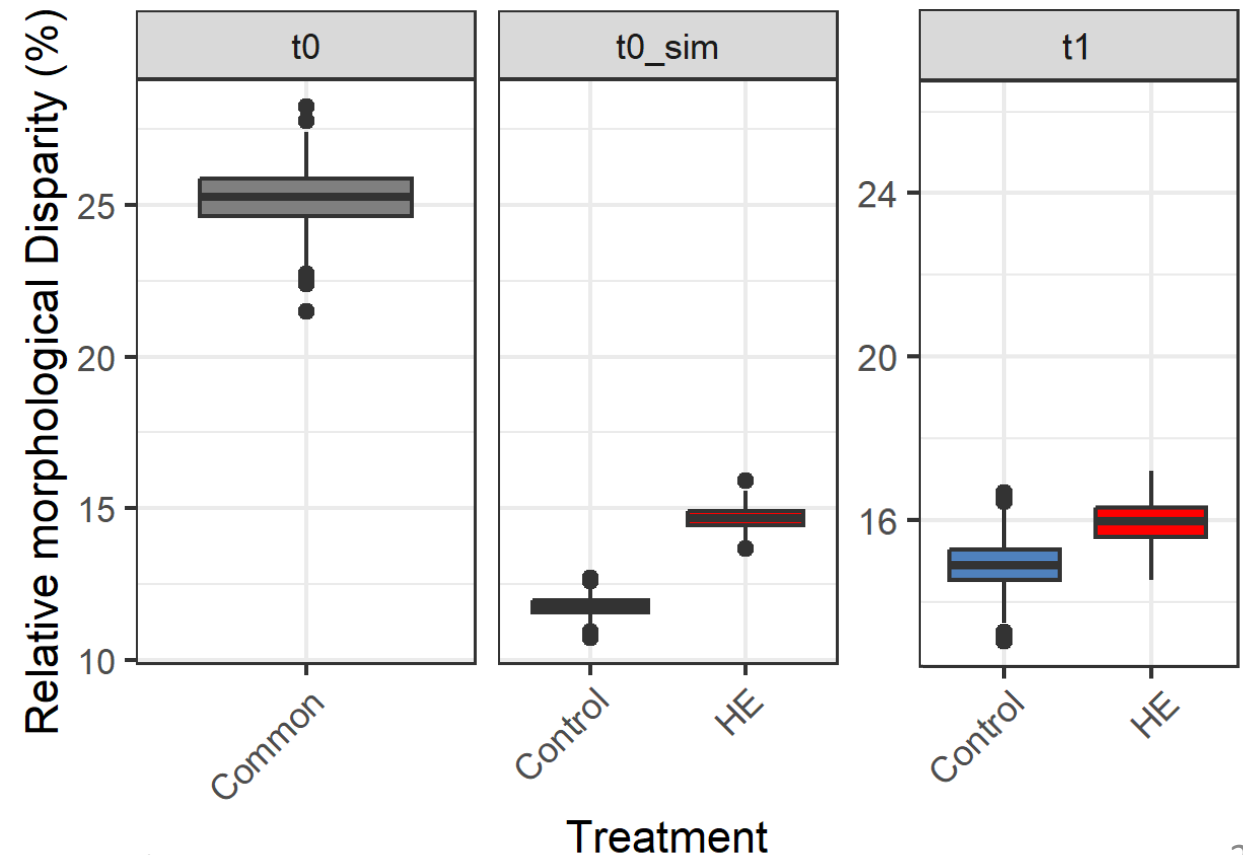 Relative morphological Disparity (%)
t0
t0_sim
t1
25
20
15
10
24
20
16
Common
Control
HE
Control
HE
Treatment